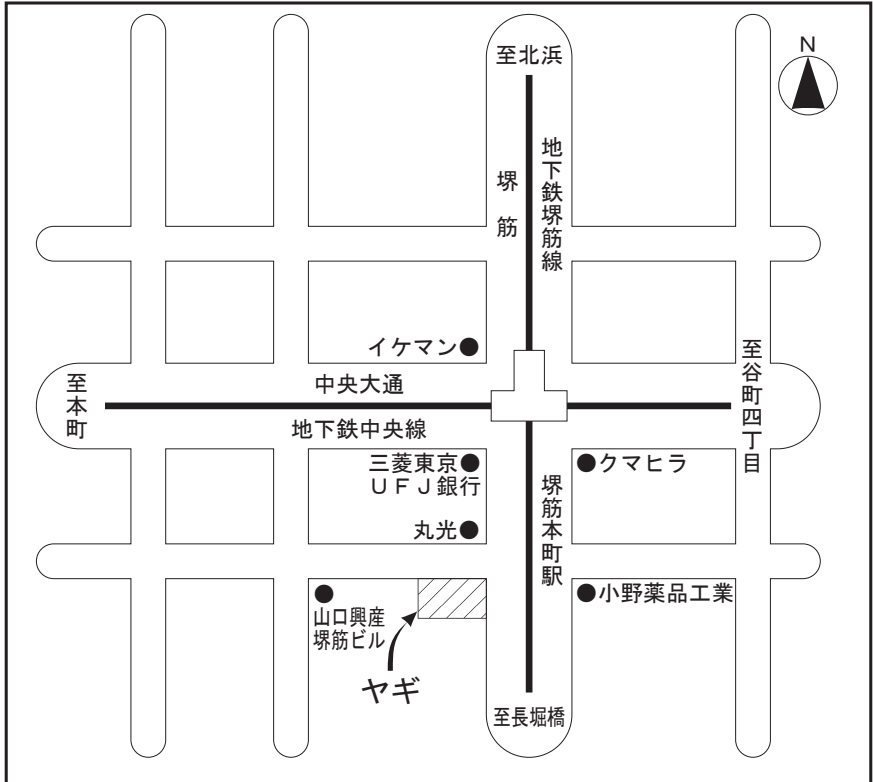 N
至北浜
堺筋
地下鉄堺筋線
イケマン
至本町
中央大通
地下鉄中央線
至谷町四丁目
三菱東京
ＵＦＪ銀行
クマヒラ
丸光
堺筋本町駅
山口興産
堺筋ビル
小野薬品工業
ヤギ
至長堀橋